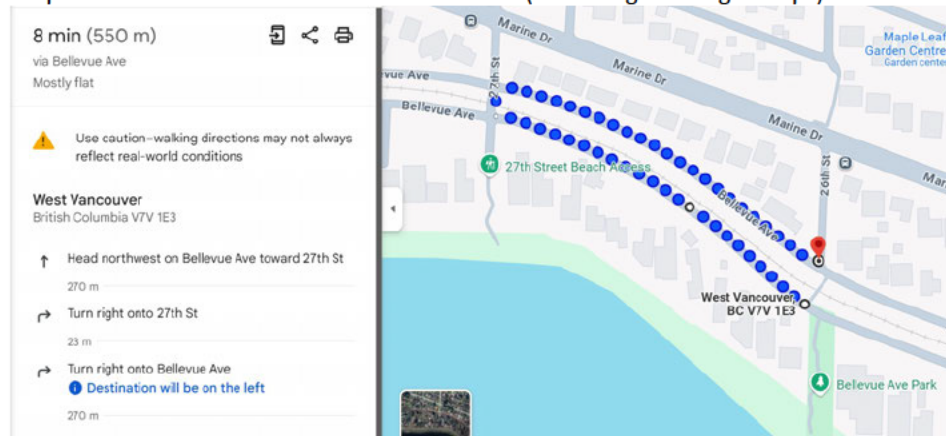 8 min (550 m)
via Bellevue Ave
Mostly flat
Use caution–walking directions may not always
reflect real-world conditions
West Vancouver
British Columbia V7V 1E3
Head northwest on Bellevue Ave toward 27th St
270 m
Turn right onto 27th St
23 m
Turn right onto Bellevue Ave
Destination will be on the left
270 m
Marine Dr
Marine Dr
Marine Dr
Maple Leaf
Garden Centre
Garden center
27th St
vue Ave
Bellevue Ave
27th Street Beach Access
26th St
Mar
Bellevue Ave
West Vancouver,
BC V7V 1E3
Bellevue Ave Park